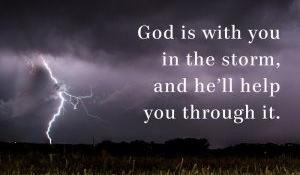 God is with you
in the storm,
and he’ll help
you through it.